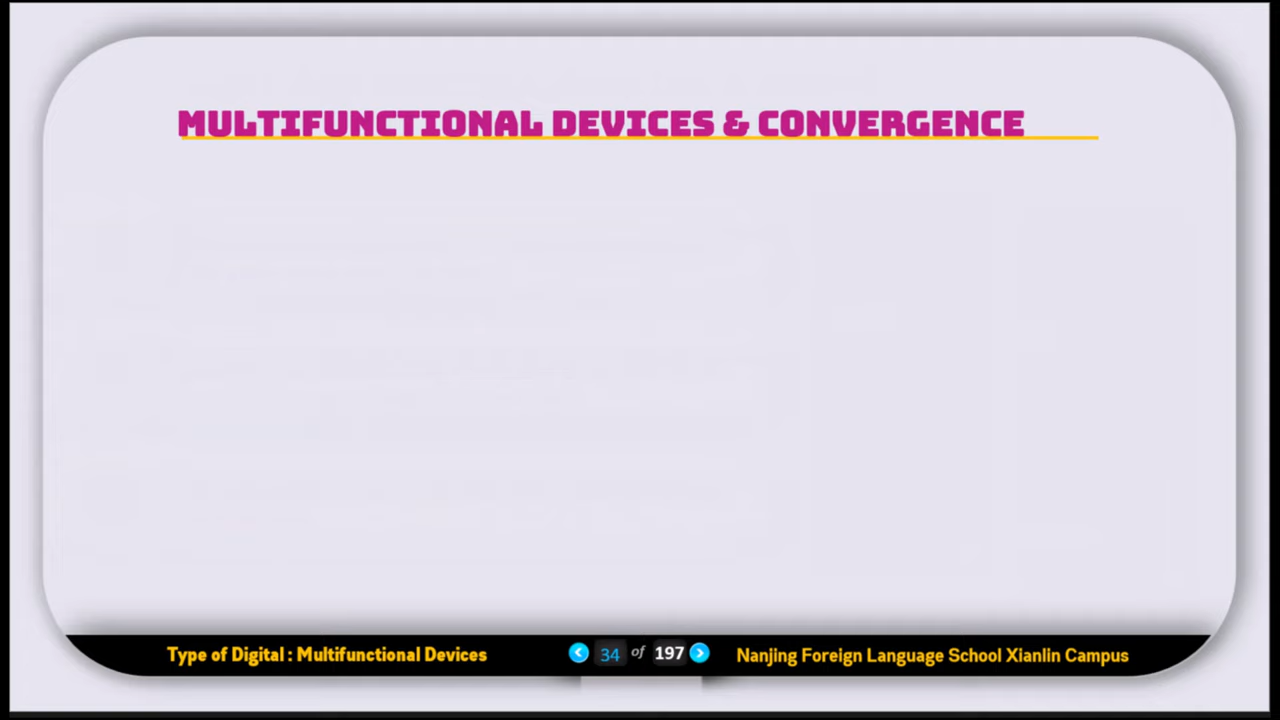 MULTIFUNCTIONAL DEVICES & CONVERGENCE
Type of Digital : Multifunctional Devices
34 of 197
Nanjing Foreign Language School Xianlin Campus